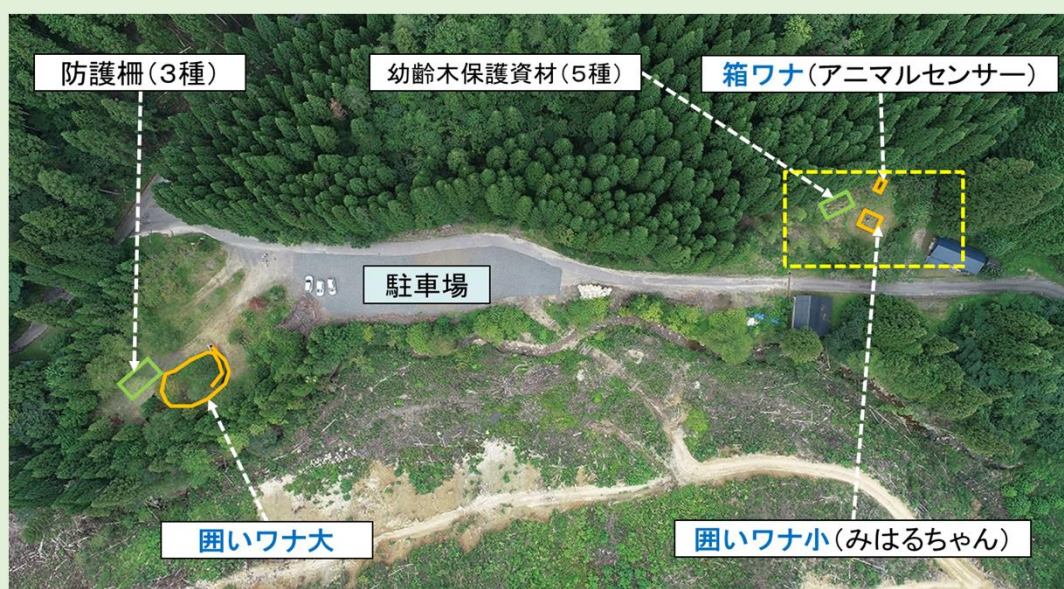 防護柵(3種)
幼齢木保護資材(5種)
箱ワナ(アニマルセンサー)
駐車場
囲いワナ大
囲いワナ小(みはるちゃん)